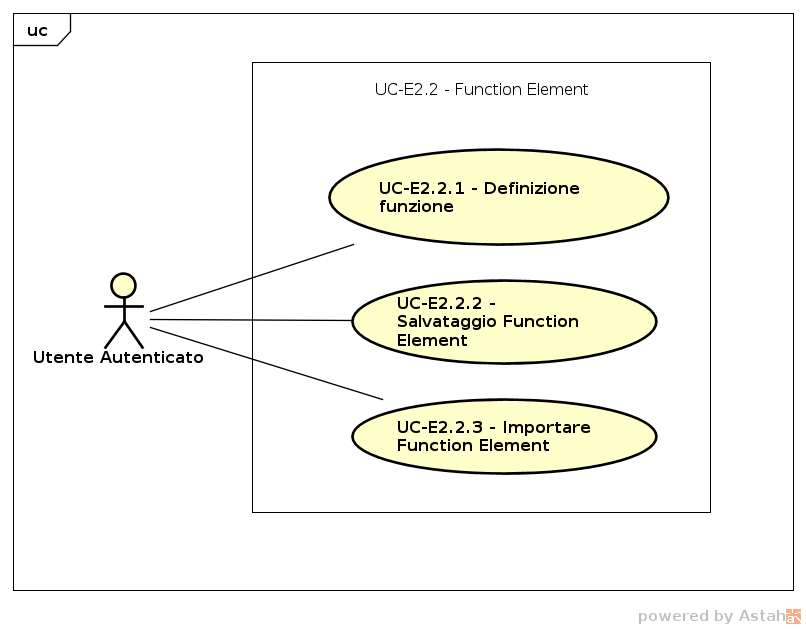 uc
UC-E2.2 - Function Element
UC-E2.2.1 - Definizione
funzione
UC-E2.2.2 -
Salvataggio Function
Element
Utente Autenticato
UC-E2.2.3 - Importare
Function Element
powered by Astah